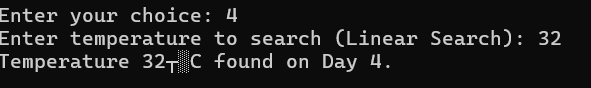 Enter your choice: 4
Enter temperature to search (Linear Search): 32
Temperature 32┬░C found on Day 4.